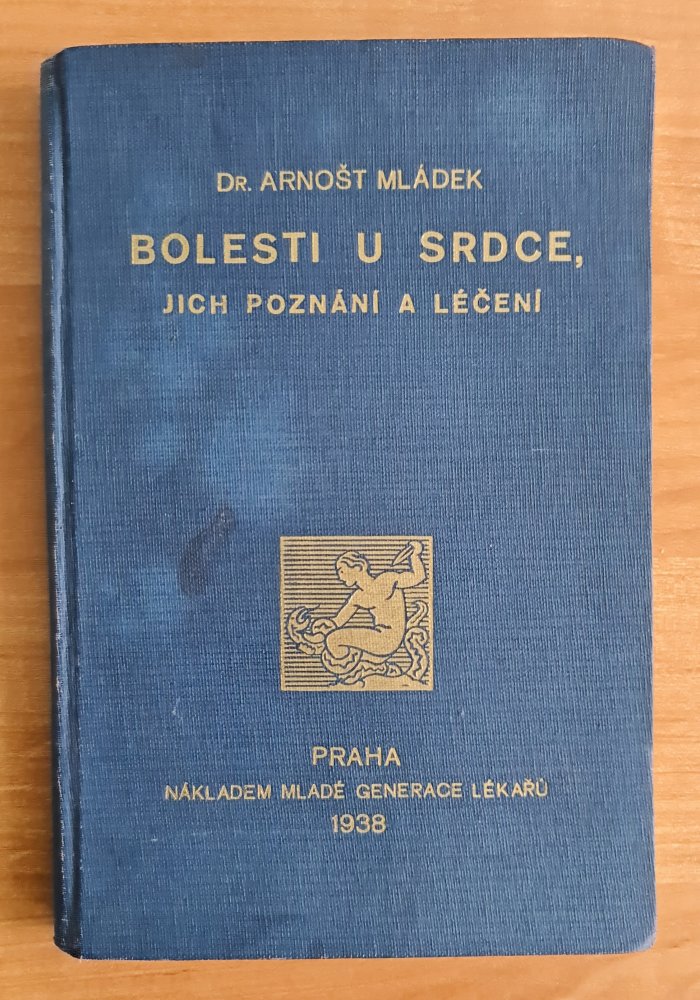 DR. ARNOŠT MLÁDEK
BOLESTI U SRDCE,
JICH POZNÁNÍ A LÉČENÍ
PRAHA
NÁKLADEM MLADÉ GENERACE LÉKAŘŮ
1938